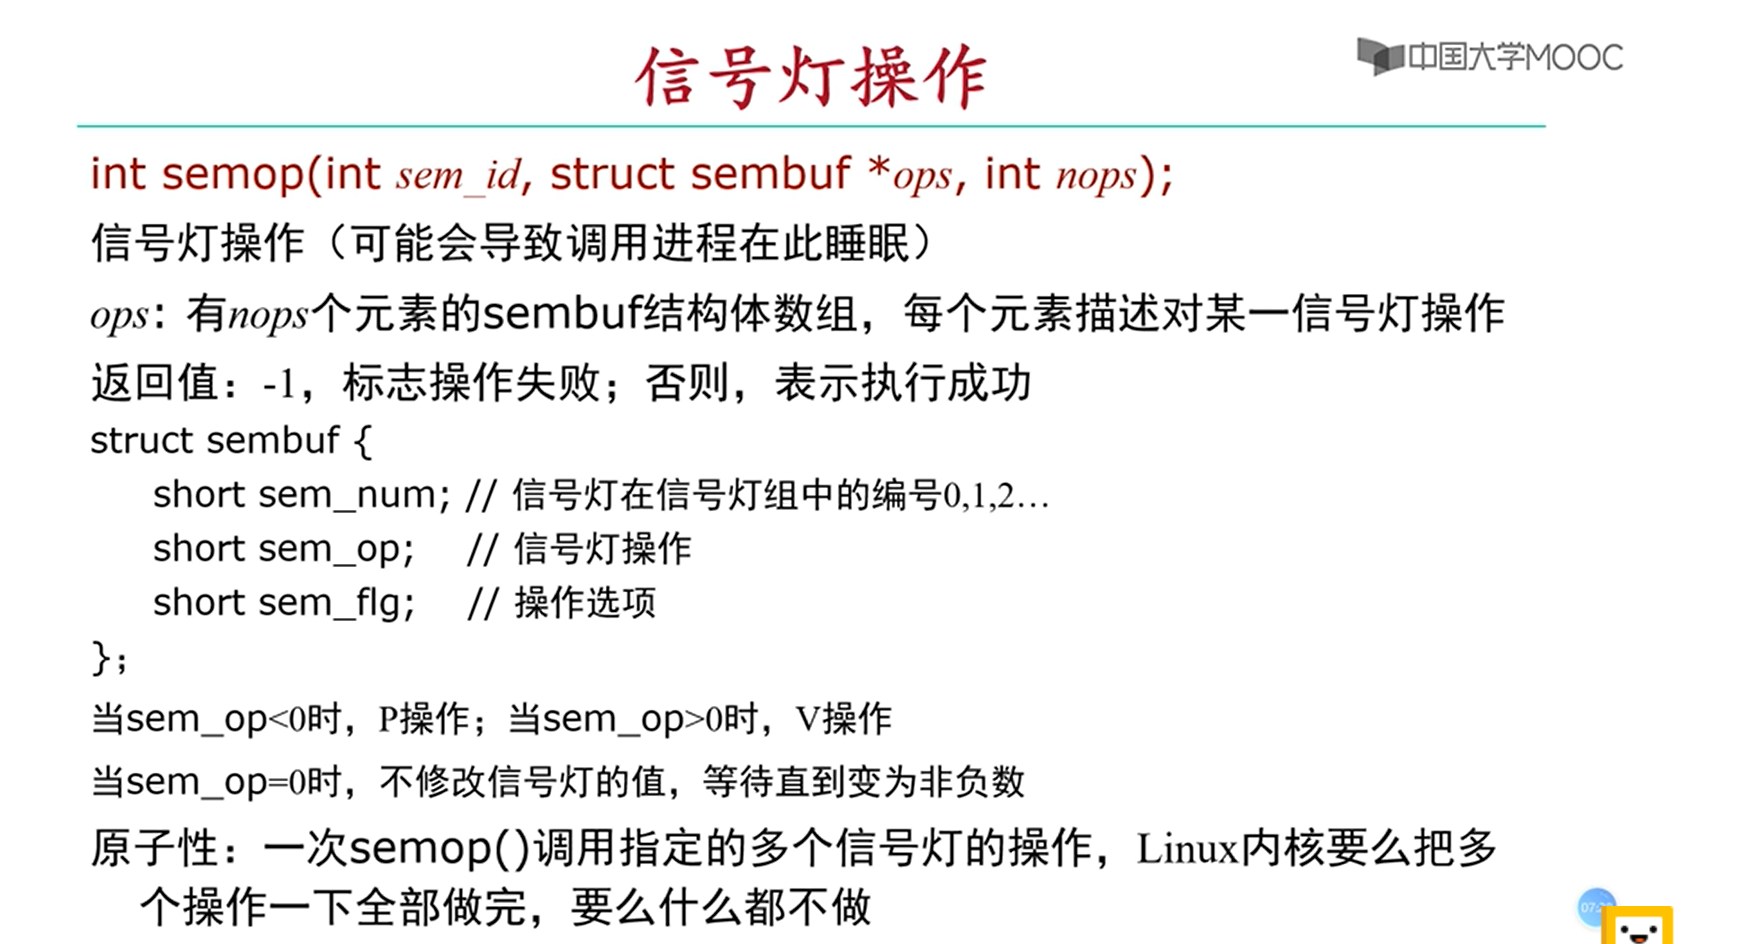 信号灯操作
中国大学MOOC
int semop(int sem_id, struct sembuf *ops, int nops);
信号灯操作（可能会导致调用进程在此睡眠）
ops：有nops个元素的sembuf结构体数组，每个元素描述对某一信号灯操作
返回值：-1，标志操作失败；否则，表示执行成功
struct sembuf {
short sem_num; // 信号灯在信号灯组中的编号0,1,2…
short sem_op; // 信号灯操作
short sem_flg; // 操作选项
};
当sem_op<0时，P操作；当sem_op>0时，V操作
当sem_op=0时，不修改信号灯的值，等待直到变为非负数
原子性：一次semop()调用指定的多个信号灯的操作，Linux内核要么把多
个操作一下全部做完，要么什么都不做